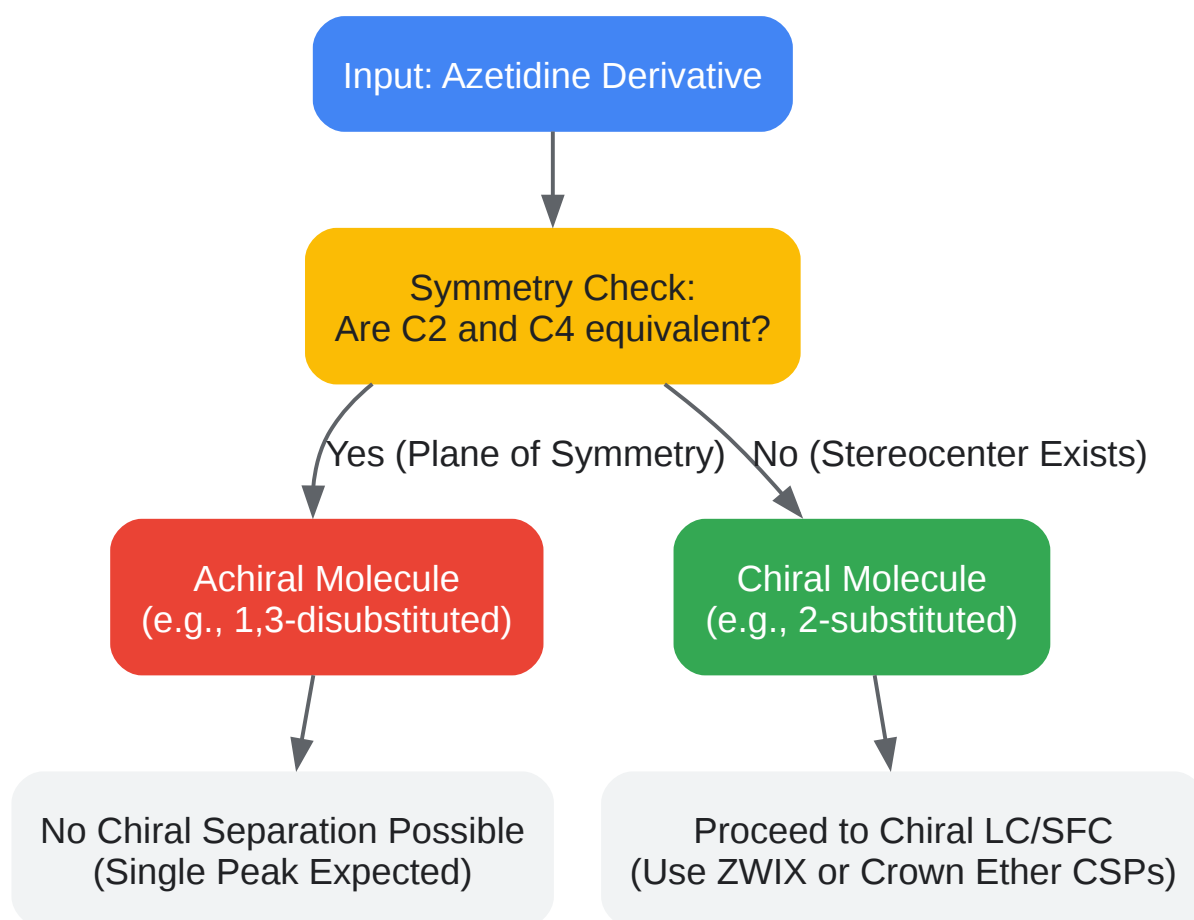 Input: Azetidine Derivative
Symmetry Check:
Are C2 and C4 equivalent?
Yes (Plane of Symmetry)
No (Stereocenter Exists)
Achiral Molecule
(e.g., 1,3-disubstituted)
Chiral Molecule
(e.g., 2-substituted)
No Chiral Separation Possible
(Single Peak Expected)
Proceed to Chiral LC/SFC
(Use ZWIX or Crown Ether CSPs)